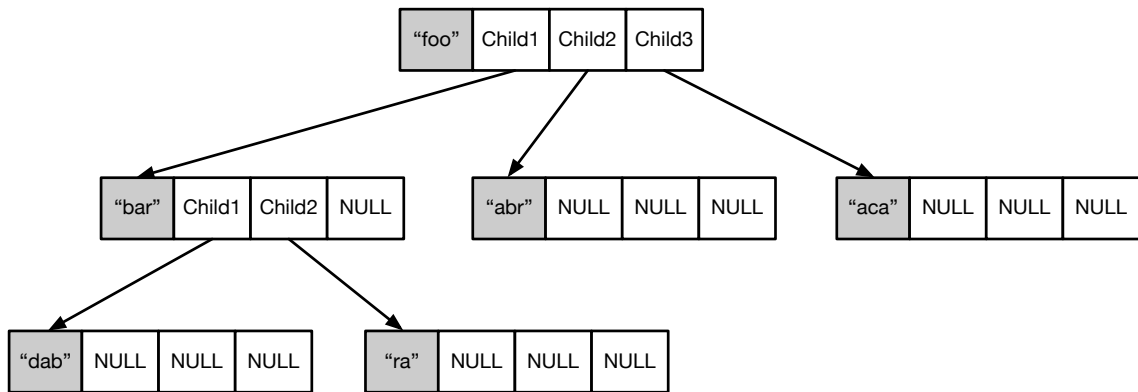 “foo” Child1 Child2 Child3
“bar” Child1 Child2 NULL “abr” NULL NULL NULL “aca” NULL NULL NULL
“dab” NULL NULL NULL “ra” NULL NULL NULL